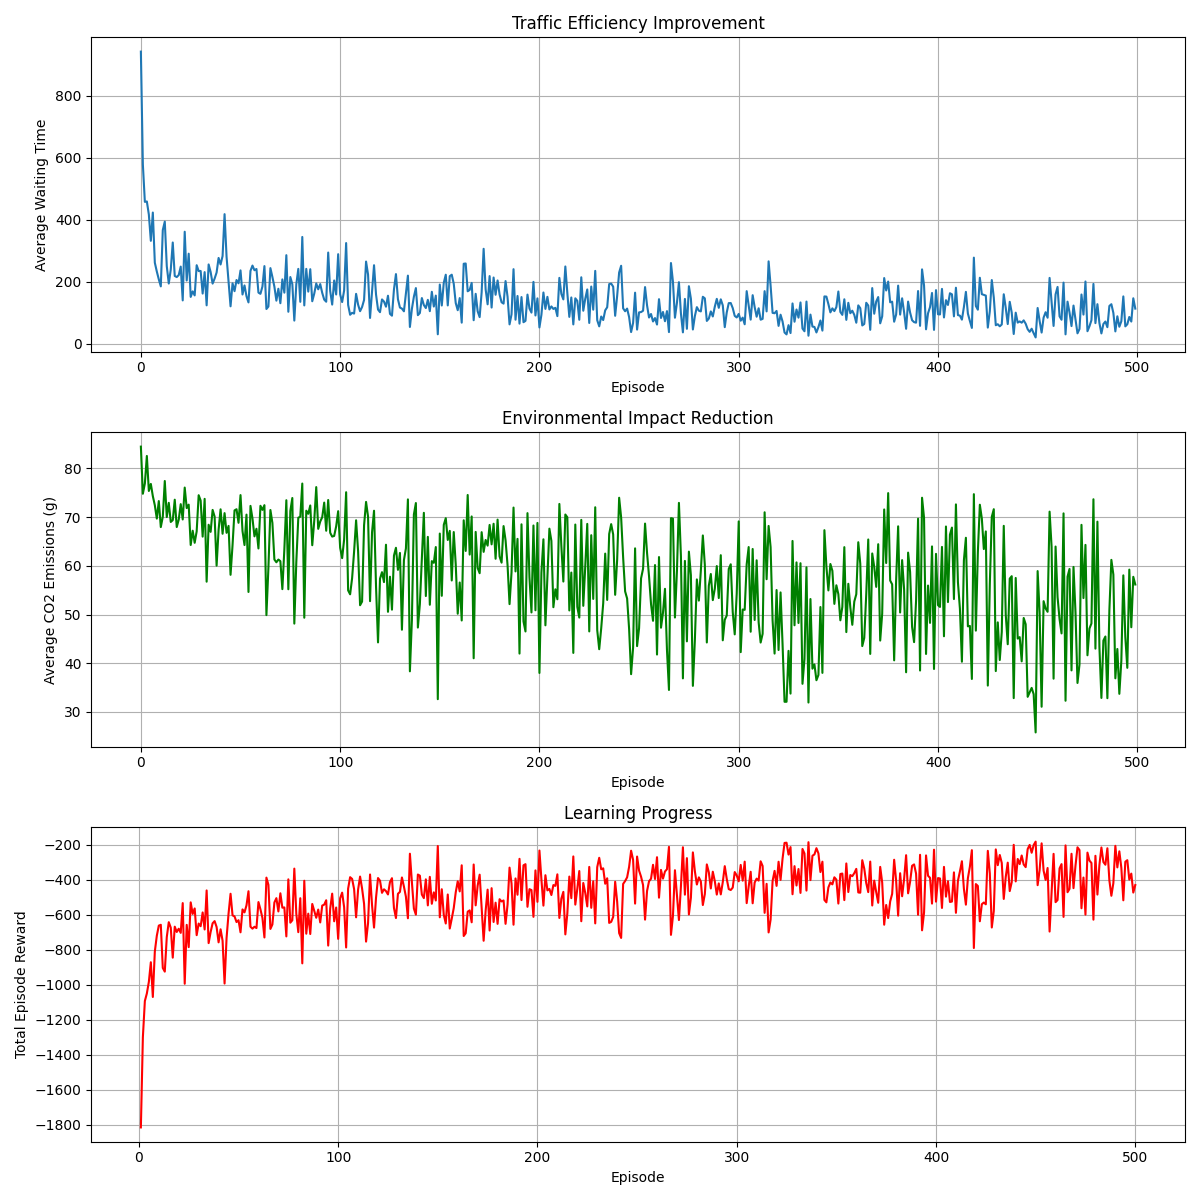 Traffic Efficiency Improvement
Average Waiting Time
800
600
400
200
0
0 100 200 300 400 500
Episode
Environmental Impact Reduction
Average CO2 Emissions (g)
80
70
60
50
40
30
0 100 200 300 400 500
Episode
Learning Progress
Total Episode Reward
−200
−400
−600
−800
−1000
−1200
−1400
−1600
−1800
0 100 200 300 400 500
Episode